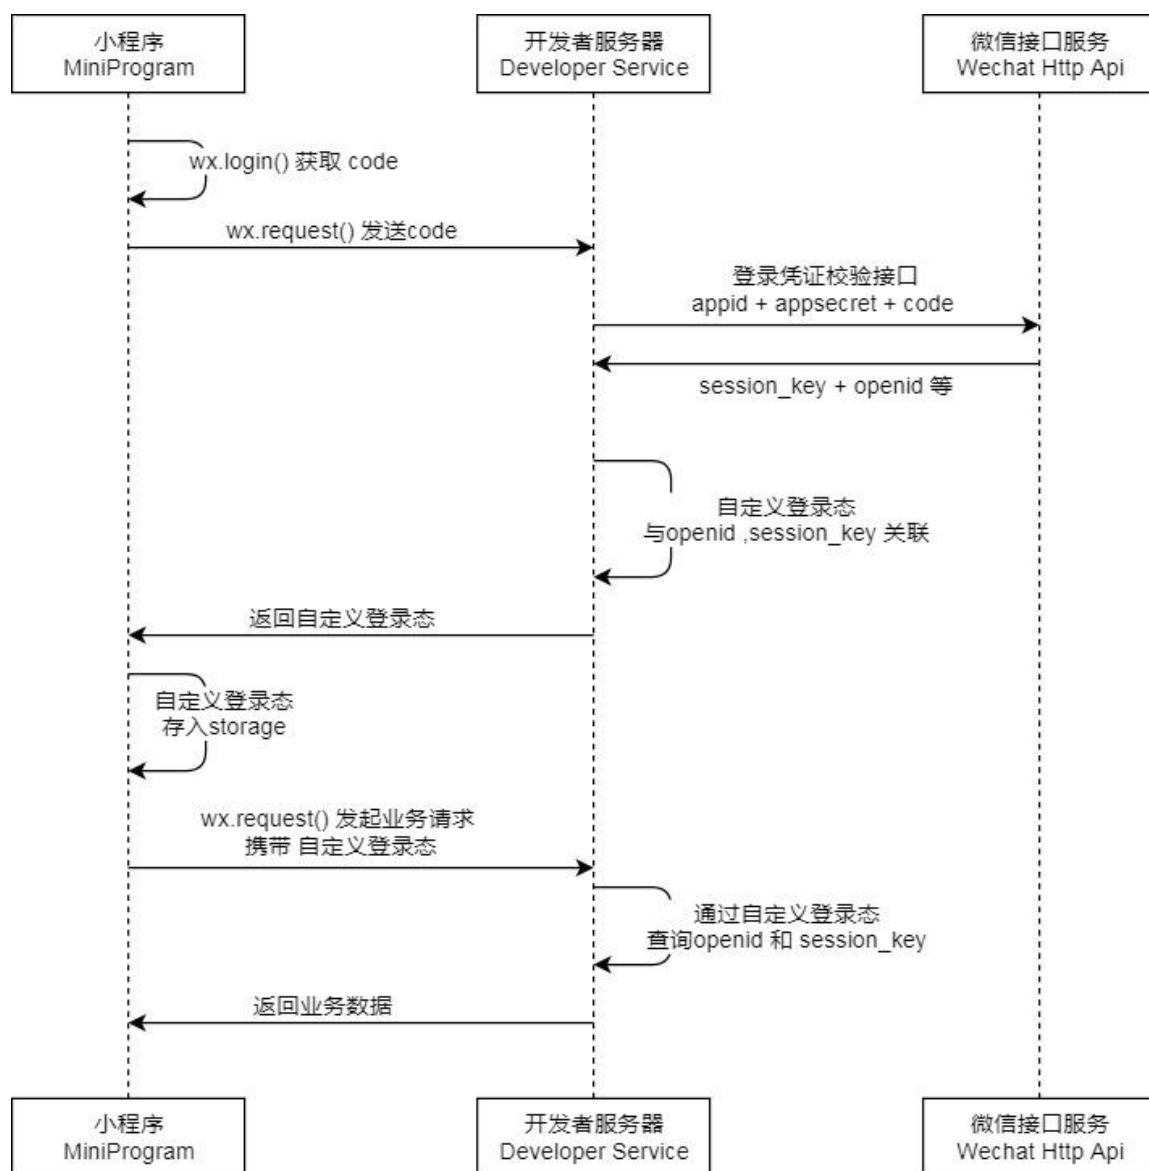 小程序
MiniProgram
开发者服务器
Developer Service
微信接口服务
Wechat Http Api
wx.login() 获取 code
wx.request() 发送code
登录凭证校验接口
appid + appsecret + code
session_key + openid 等
自定义登录态
与openid ,session_key 关联
返回自定义登录态
自定义登录态
存入storage
wx.request() 发起业务请求
携带 自定义登录态
通过自定义登录态
查询openid 和 session_key
返回业务数据
小程序
MiniProgram
开发者服务器
Developer Service
微信接口服务
Wechat Http Api